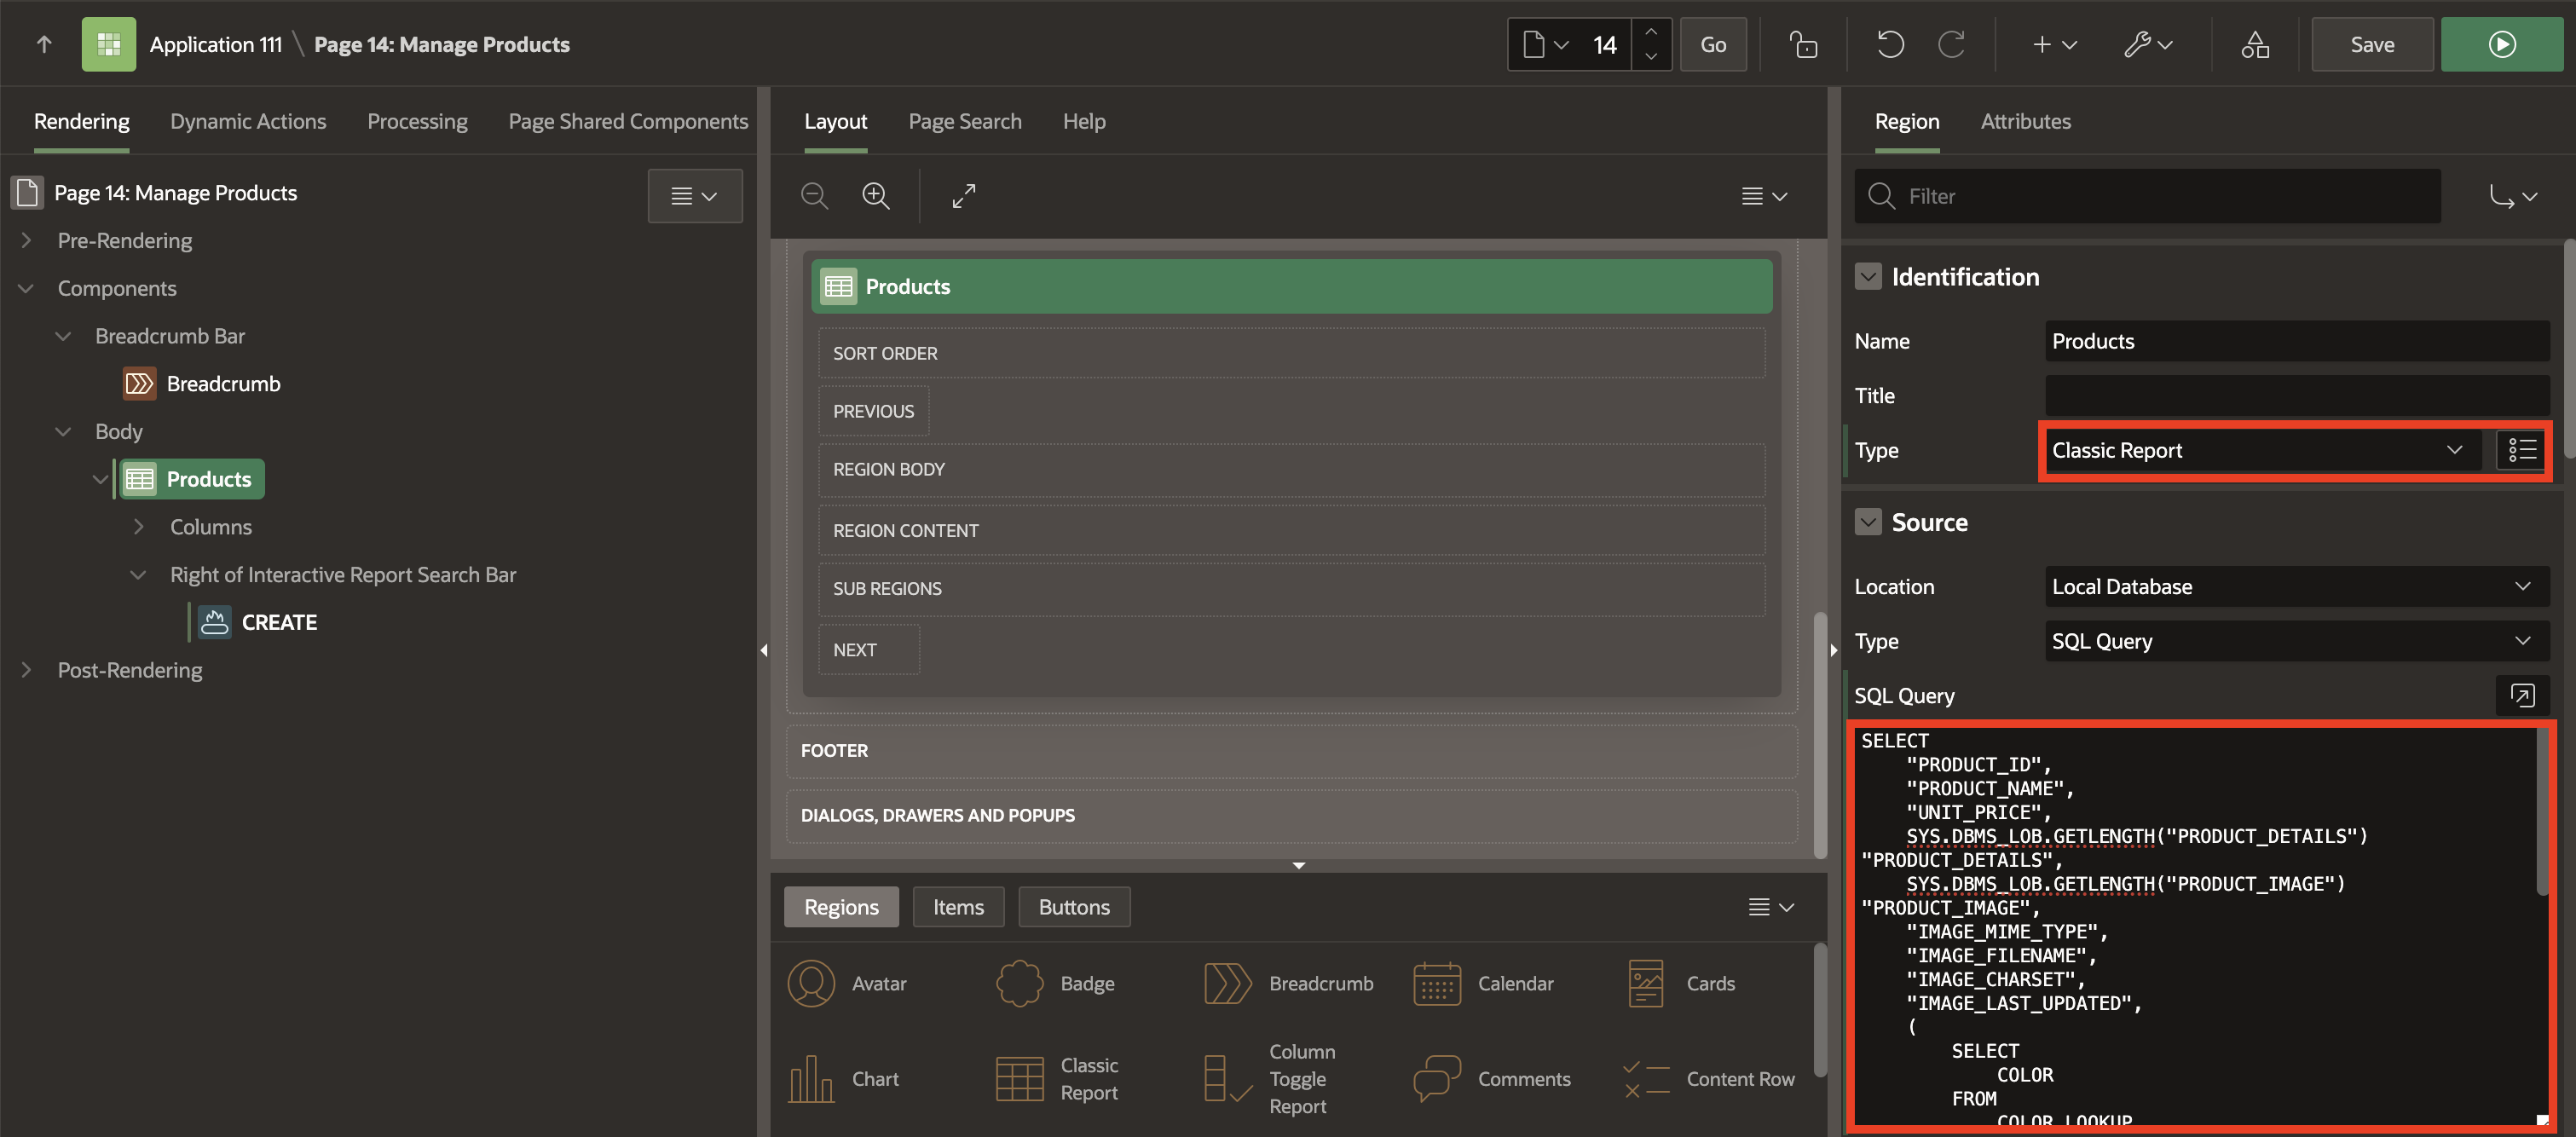 Application 111 \ Page 14: Manage Products
14
Go
Save
Rendering
Dynamic Actions
Processing
Page Shared Components
Page 14: Manage Products
Pre-Rendering
Components
Breadcrumb Bar
Breadcrumb
Body
Products
Columns
Right of Interactive Report Search Bar
CREATE
Post-Rendering
Layout
Page Search
Help
Products
SORT ORDER
PREVIOUS
REGION BODY
REGION CONTENT
SUB REGIONS
NEXT
FOOTER
DIALOGS, DRAWERS AND POPUPS
Regions
Items
Buttons
Avatar
Badge
Breadcrumb
Calendar
Cards
Chart
Classic
Report
Column
Toggle
Report
Comments
Content Row
Region
Attributes
Filter
Identification
Name
Products
Title
Type
Classic Report
Source
Location
Local Database
Type
SQL Query
SQL Query
SELECT
"PRODUCT_ID",
"PRODUCT_NAME",
"UNIT_PRICE",
SYS.DBMS_LOB.GETLENGTH("PRODUCT_DETAILS")
"PRODUCT_DETAILS",
SYS.DBMS_LOB.GETLENGTH("PRODUCT_IMAGE")
"PRODUCT_IMAGE",
"IMAGE_MIME_TYPE",
"IMAGE_FILENAME",
"IMAGE_CHARSET",
"IMAGE_LAST_UPDATED",
(
SELECT
COLOR
FROM
COLOR_LOOKUP